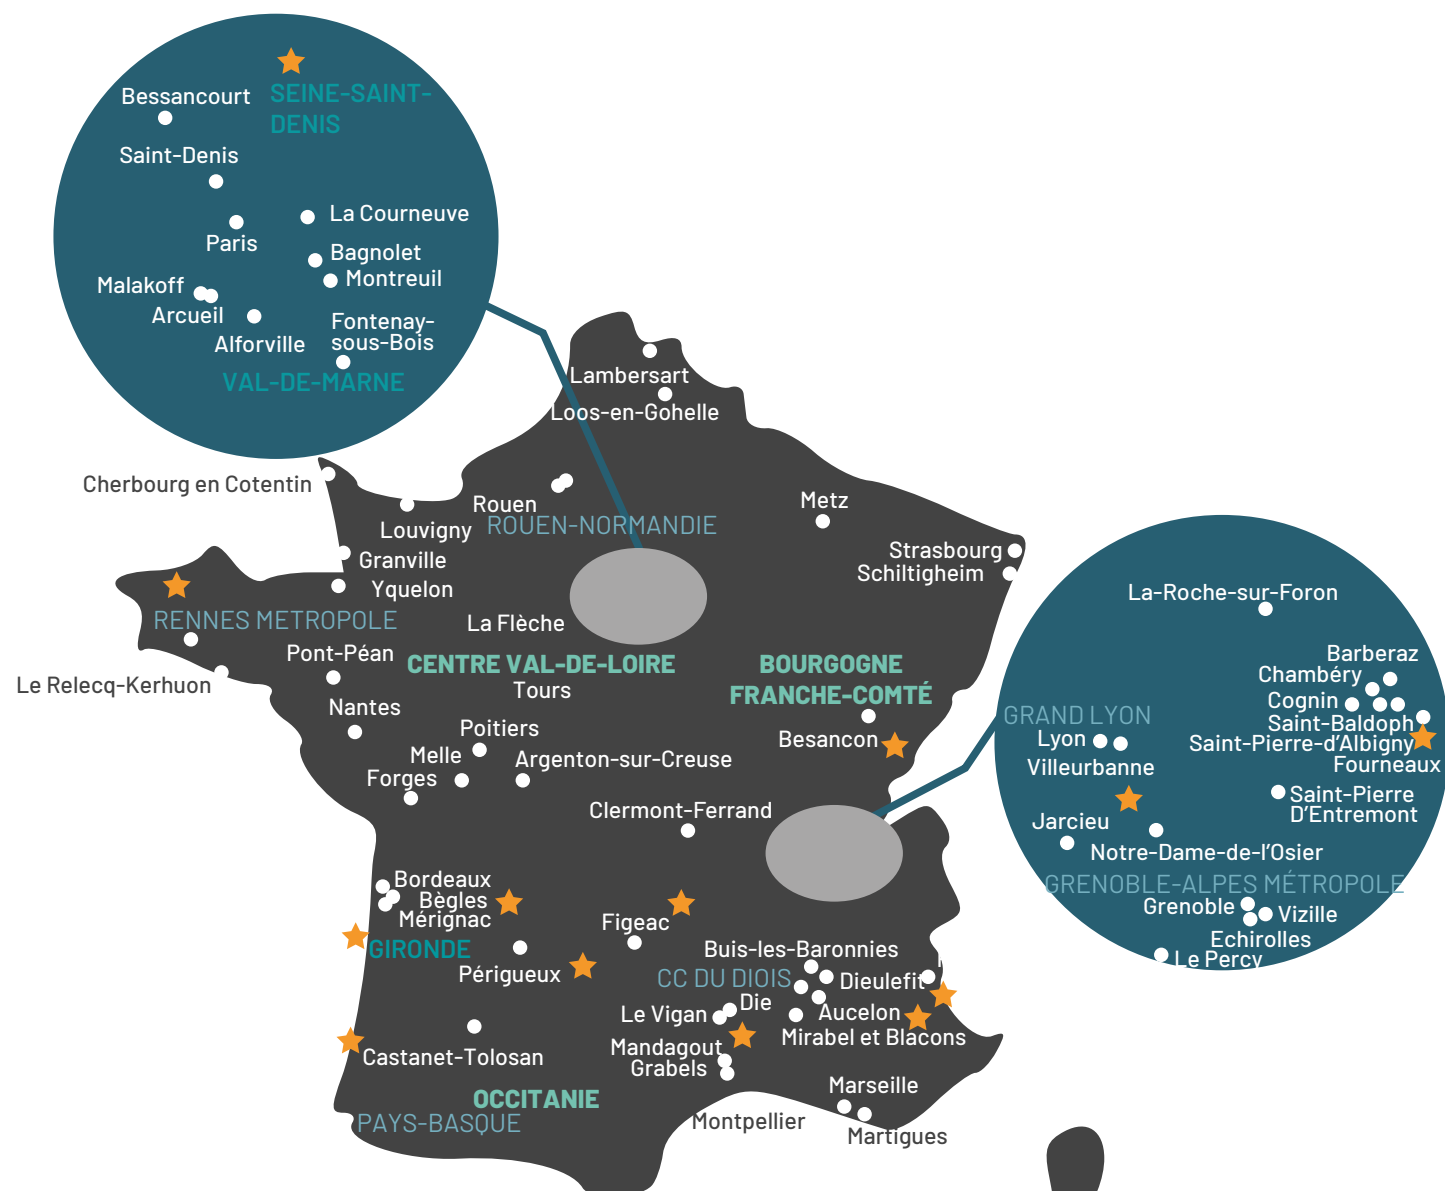 Bessancourt
SEINE-SAINT-
DENIS
Saint-Denis
La Courneuve
Paris
Bagnolet
Montreuil
Malakoff
Arcueil
Alforville
Fontenay-
sous-Bois
VAL-DE-MARNE
Lambersart
Loos-en-Gohelle
Cherbourg en Cotentin
Rouen
Louvigny
ROUEN-NORMANDIE
Metz
Granville
Yquelon
Strasbourg
Schiltigheim
RENNES METROPOLE
La Flèche
Pont-Péan
Le Relecq-Kerhuon
CENTRE VAL-DE-LOIRE
BOURGOGNE
FRANCHE-COMTÉ
Tours
Nantes
Poitiers
Besancon
Melle
Argenton-sur-Creuse
Forges
Clermont-Ferrand
La-Roche-sur-Foron
Barberaz
Chambéry
Cognin
GRAND LYON
Saint-Baldoph
Lyon
Saint-Pierre-d'Albigny
Villeurbanne
Fourneaux
Saint-Pierre
D'Entremont
Jarcieu
Notre-Dame-de-l'Osier
GRENOBLE-ALPES MÉTROPOLE
Grenoble
Vizille
Echirolles
Le Percy
Bordeaux
Bègles
Mérignac
GIRONDE
Figeac
Périgueux
Buis-les-Baronnies
CC DU DIOIS
Dieulefit
Die
Le Vigan
Aucelon
Mirabel et Blacons
Mandagout
Grabels
Castanet-Tolosan
OCCITANIE
PAYS-BASQUE
Marseille
Montpellier
Martigues